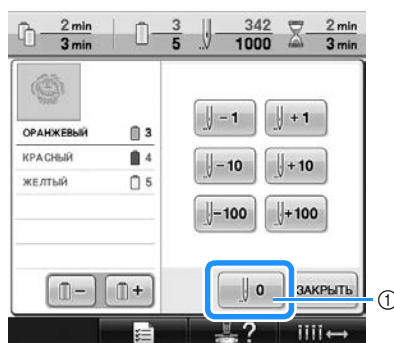 2 min 3 342 2 min
3 min 5 1000 3 min
ОРАНЖЕВЫЙ 3
КРАСНЫЙ 4
ЖЕЛТЫЙ 5
- 1 + 1
- 10 + 10
-100 +100
- + 0 ЗАКРЫТЬ ①
?